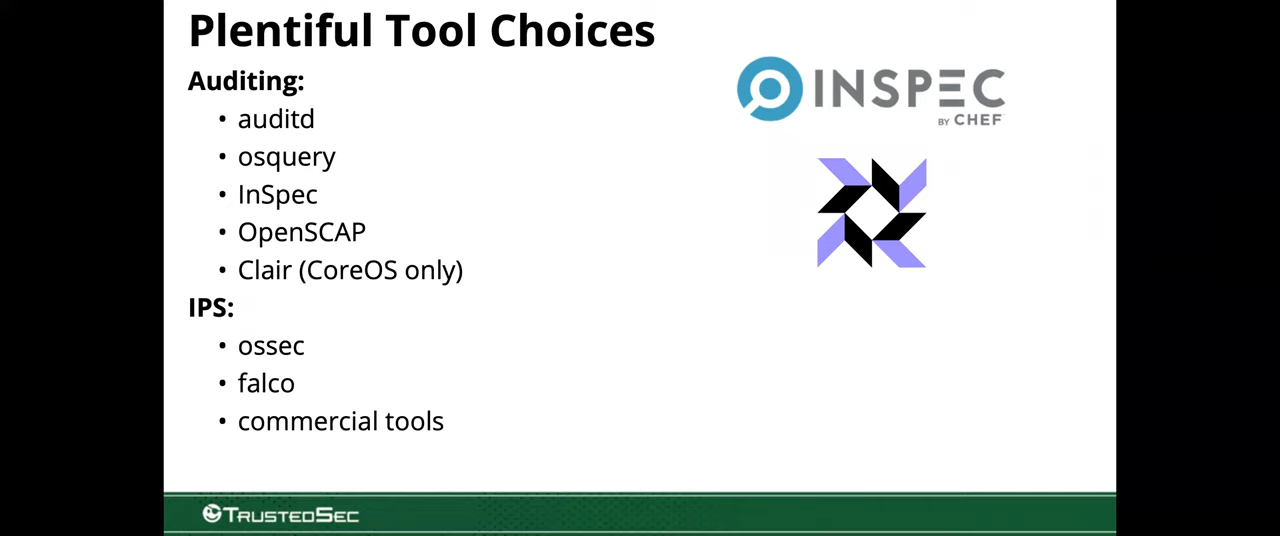 Plentiful Tool Choices
Auditing:
• auditd
• osquery
• InSpec
• OpenSCAP
• Clair (CoreOS only)
IPS:
• ossec
• falco
• commercial tools
INSPEC
BY CHEF
TRUSTEDSEC